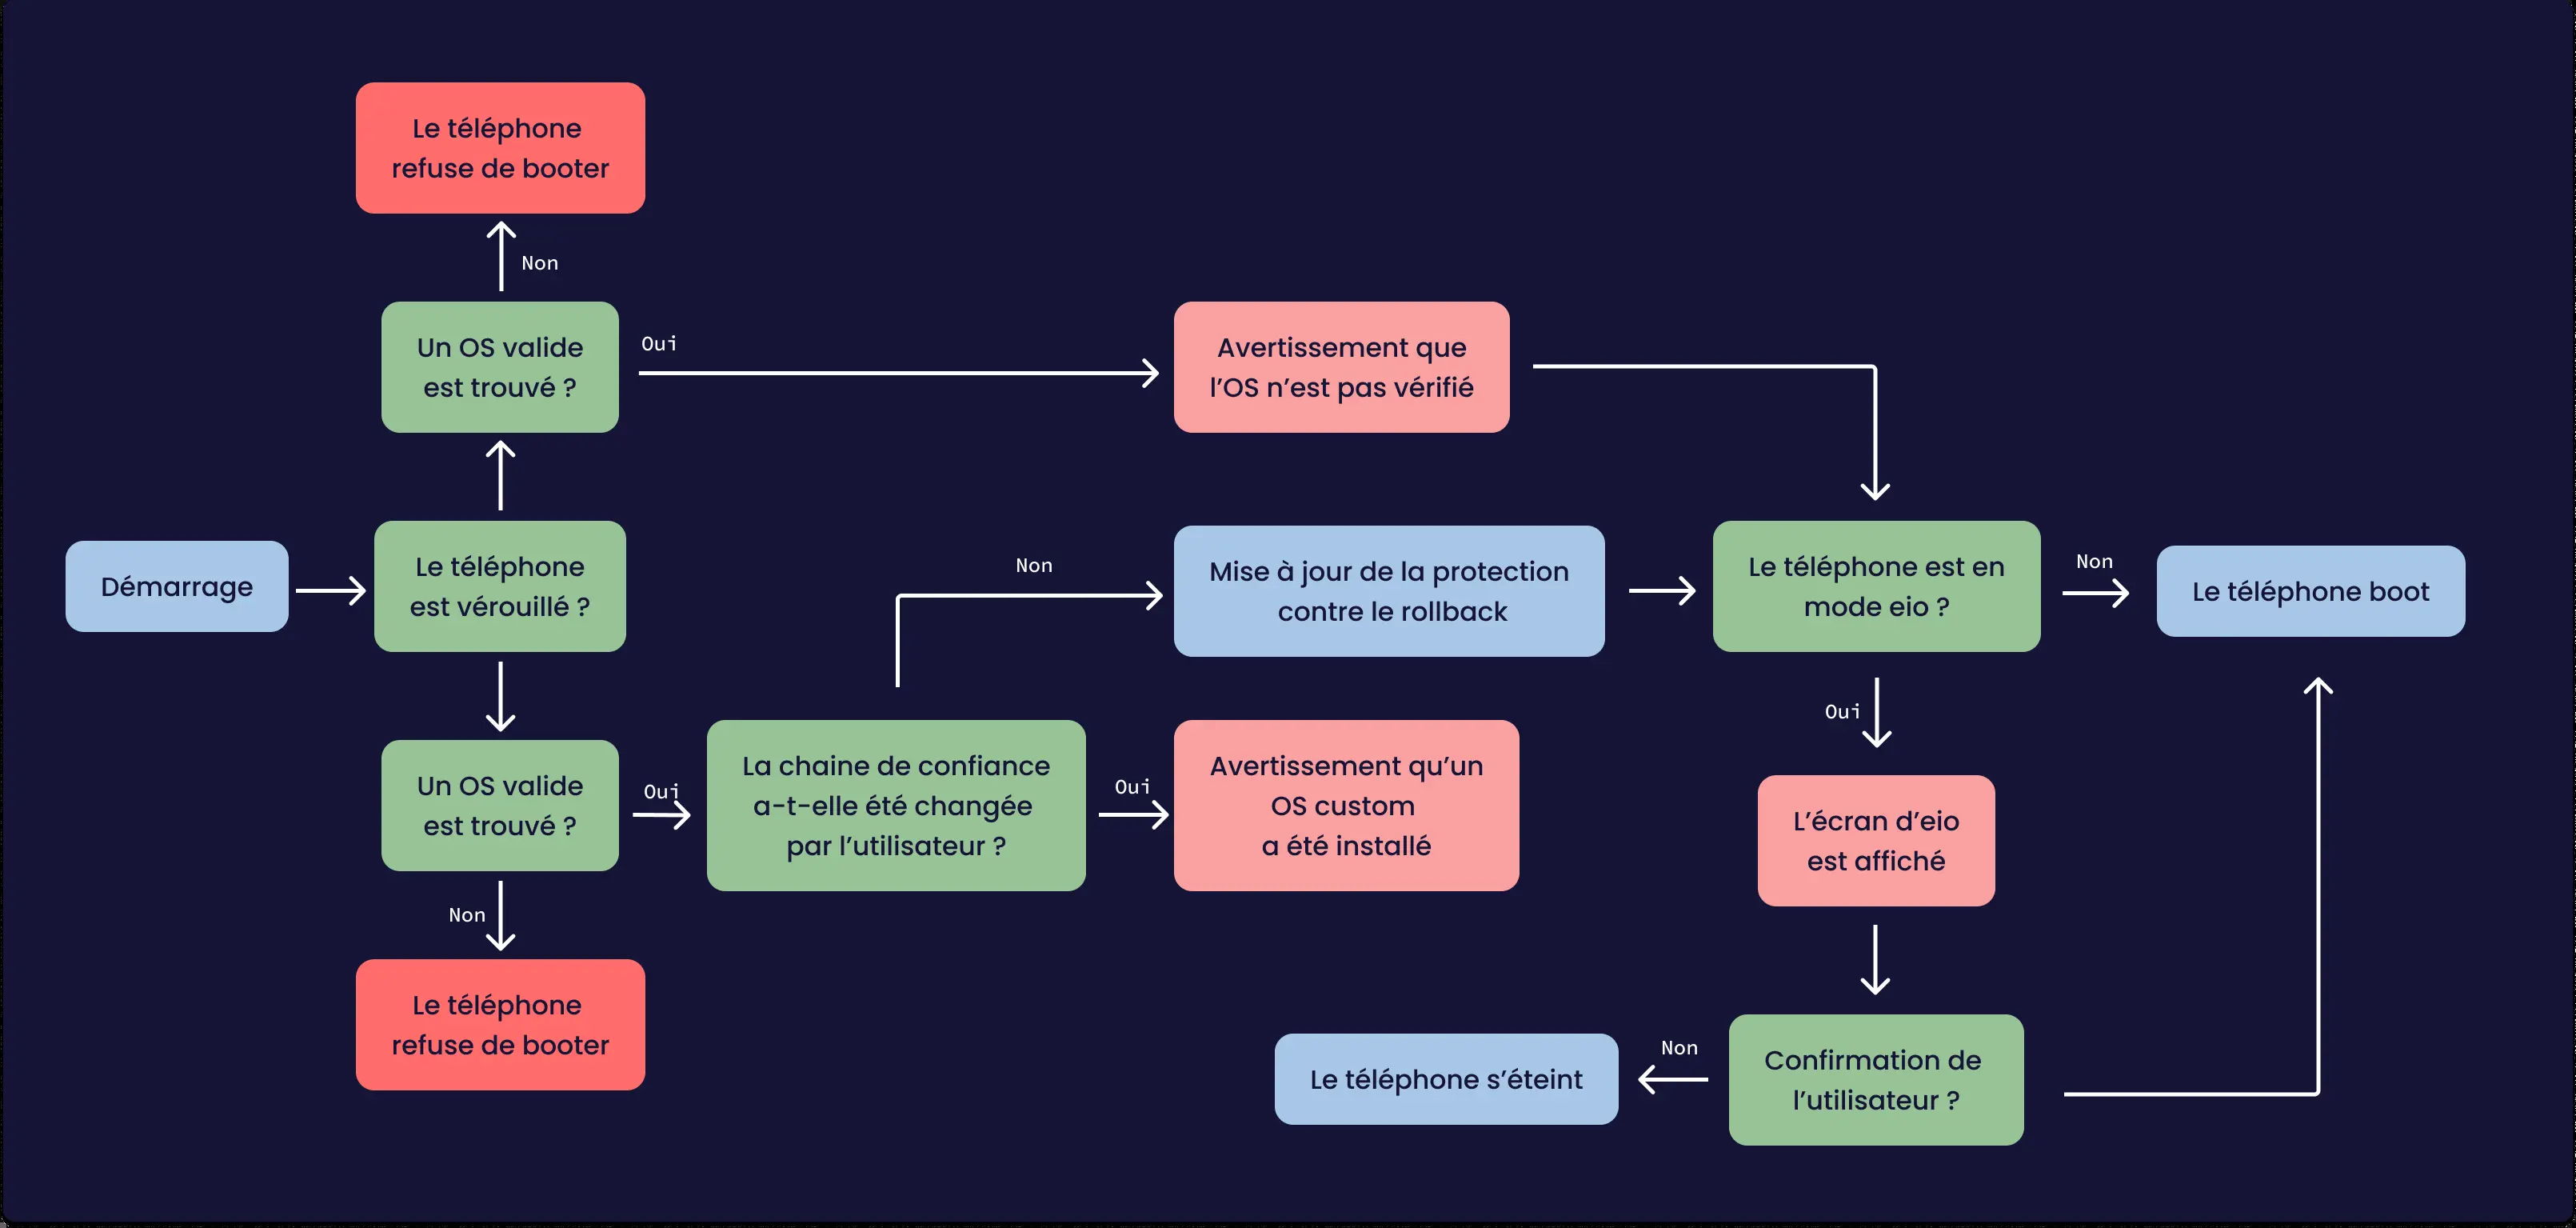 Le téléphone
refuse de booter
Non
Un OS valide
est trouvé ?
Oui
Avertissement que
l’OS n’est pas vérifié
Démarrage
Le téléphone
est vérouillé ?
Non
Mise à jour de la protection
contre le rollback
Le téléphone est en
mode eio ?
Non
Le téléphone boot
Oui
Un OS valide
est trouvé ?
Oui
La chaine de confiance
a-t-elle été changée
par l’utilisateur ?
Oui
Avertissement qu’un
OS custom
a été installé
L’écran d’eio
est affiché
Non
Le téléphone
refuse de booter
Le téléphone s’éteint
Non
Confirmation de
l’utilisateur ?